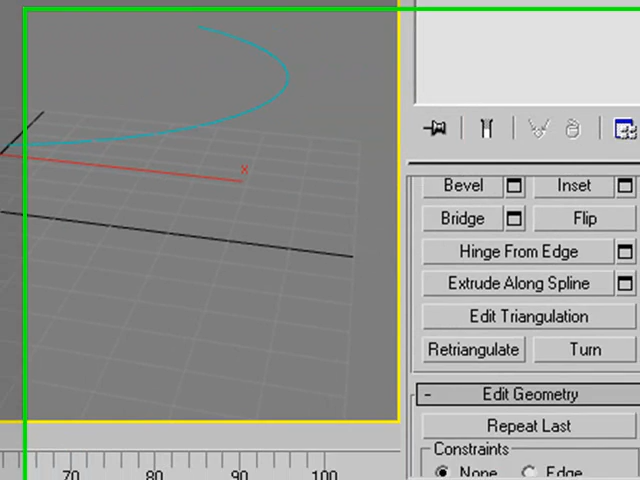 x
Bevel Inset
Bridge Flip
Hinge From Edge
Extrude Along Spline
Edit Triangulation
Retriangulate Turn
- Edit Geometry
Repeat Last
Constraints
None Edge
70 80 90 100